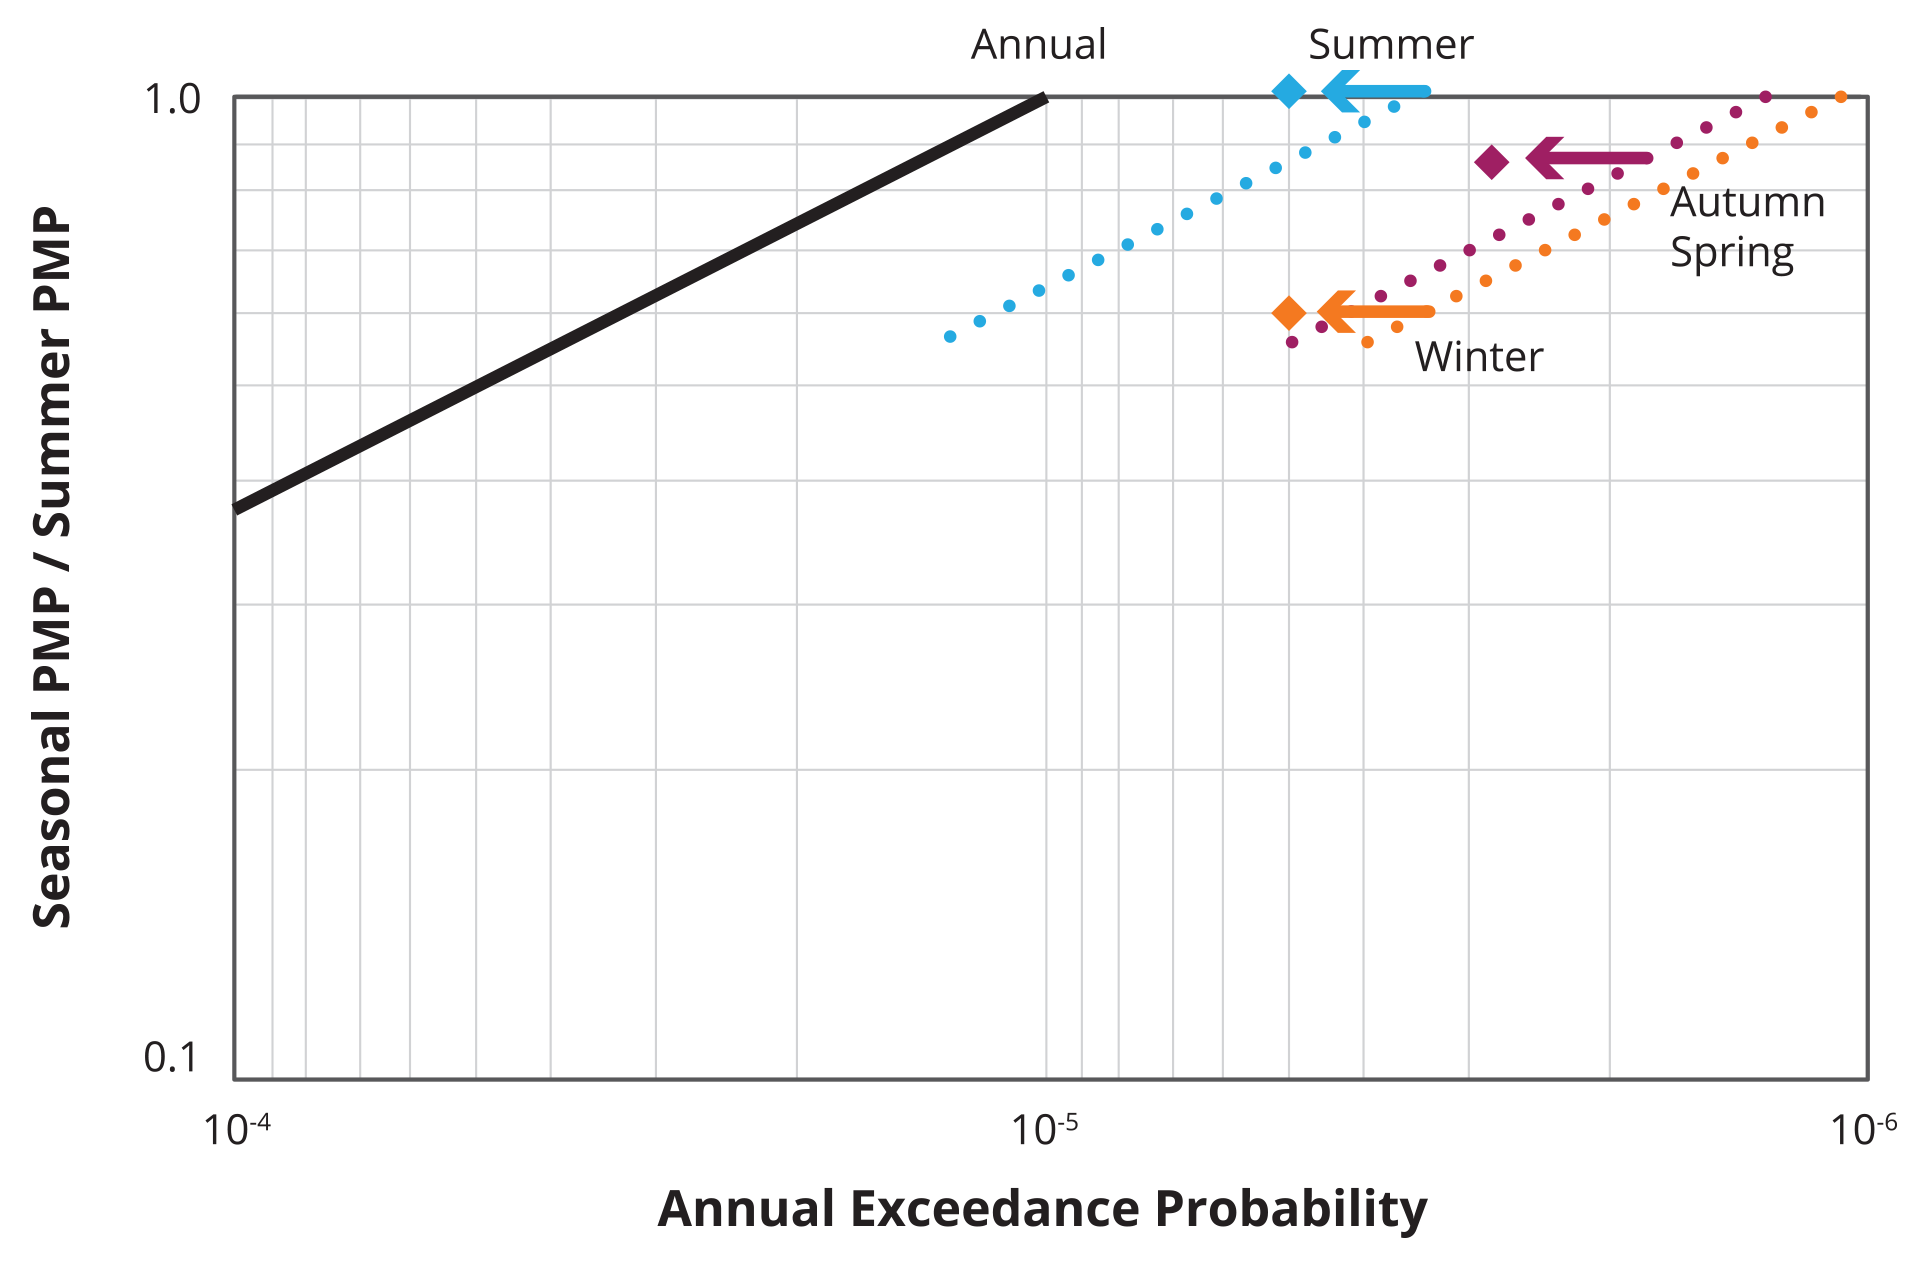 Annual
Summer
1.0
Autumn
Spring
Winter
Seasonal PMP / Summer PMP
0.1
10⁻⁴
10⁻⁵
10⁻⁶
Annual Exceedance Probability